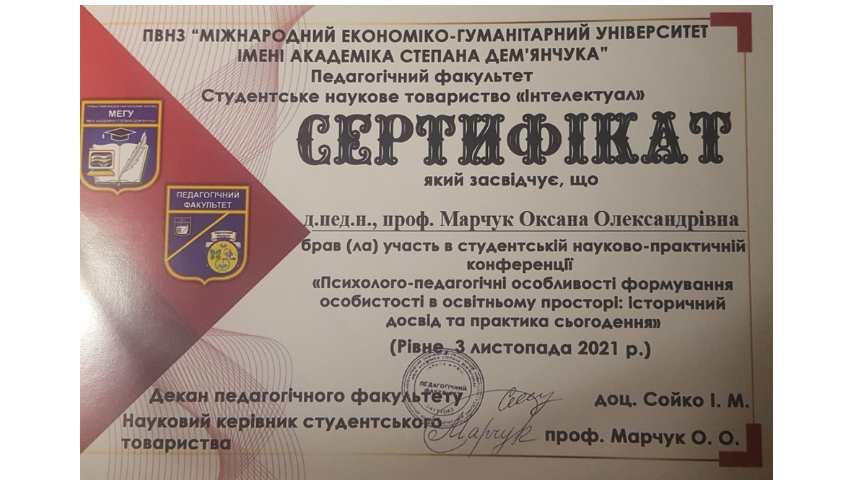 ПВНЗ “МІЖНАРОДНИЙ ЕКОНОМІКО-ГУМАНІТАРНИЙ УНІВЕРСИТЕТ
ІМЕНІ АКАДЕМІКА СТЕПАНА ДЕМ’ЯНЧУКА”
Педагогічний факультет
Студентське наукове товариство «Інтелектуал»
СЕРТИФІКАТ
який засвідчує, що
МЕГУ
ПЕДАГОГІЧНИЙ
ФАКУЛЬТЕТ
д.пед.н., проф. Марчук Оксана Олександрівна
брав (ла) участь в студентській науково-практичній
конференції
«Психолого-педагогічні особливості формування
особистості в освітньому просторі: історичний
досвід та практика сьогодення»
(Рівне, 3 листопада 2021 р.)
ПЕДАГОГІЧНИЙ
Декан педагогічного факультету
доц. Сойко І. М.
Науковий керівник студентського
товариства
Марчук
проф. Марчук О. О.